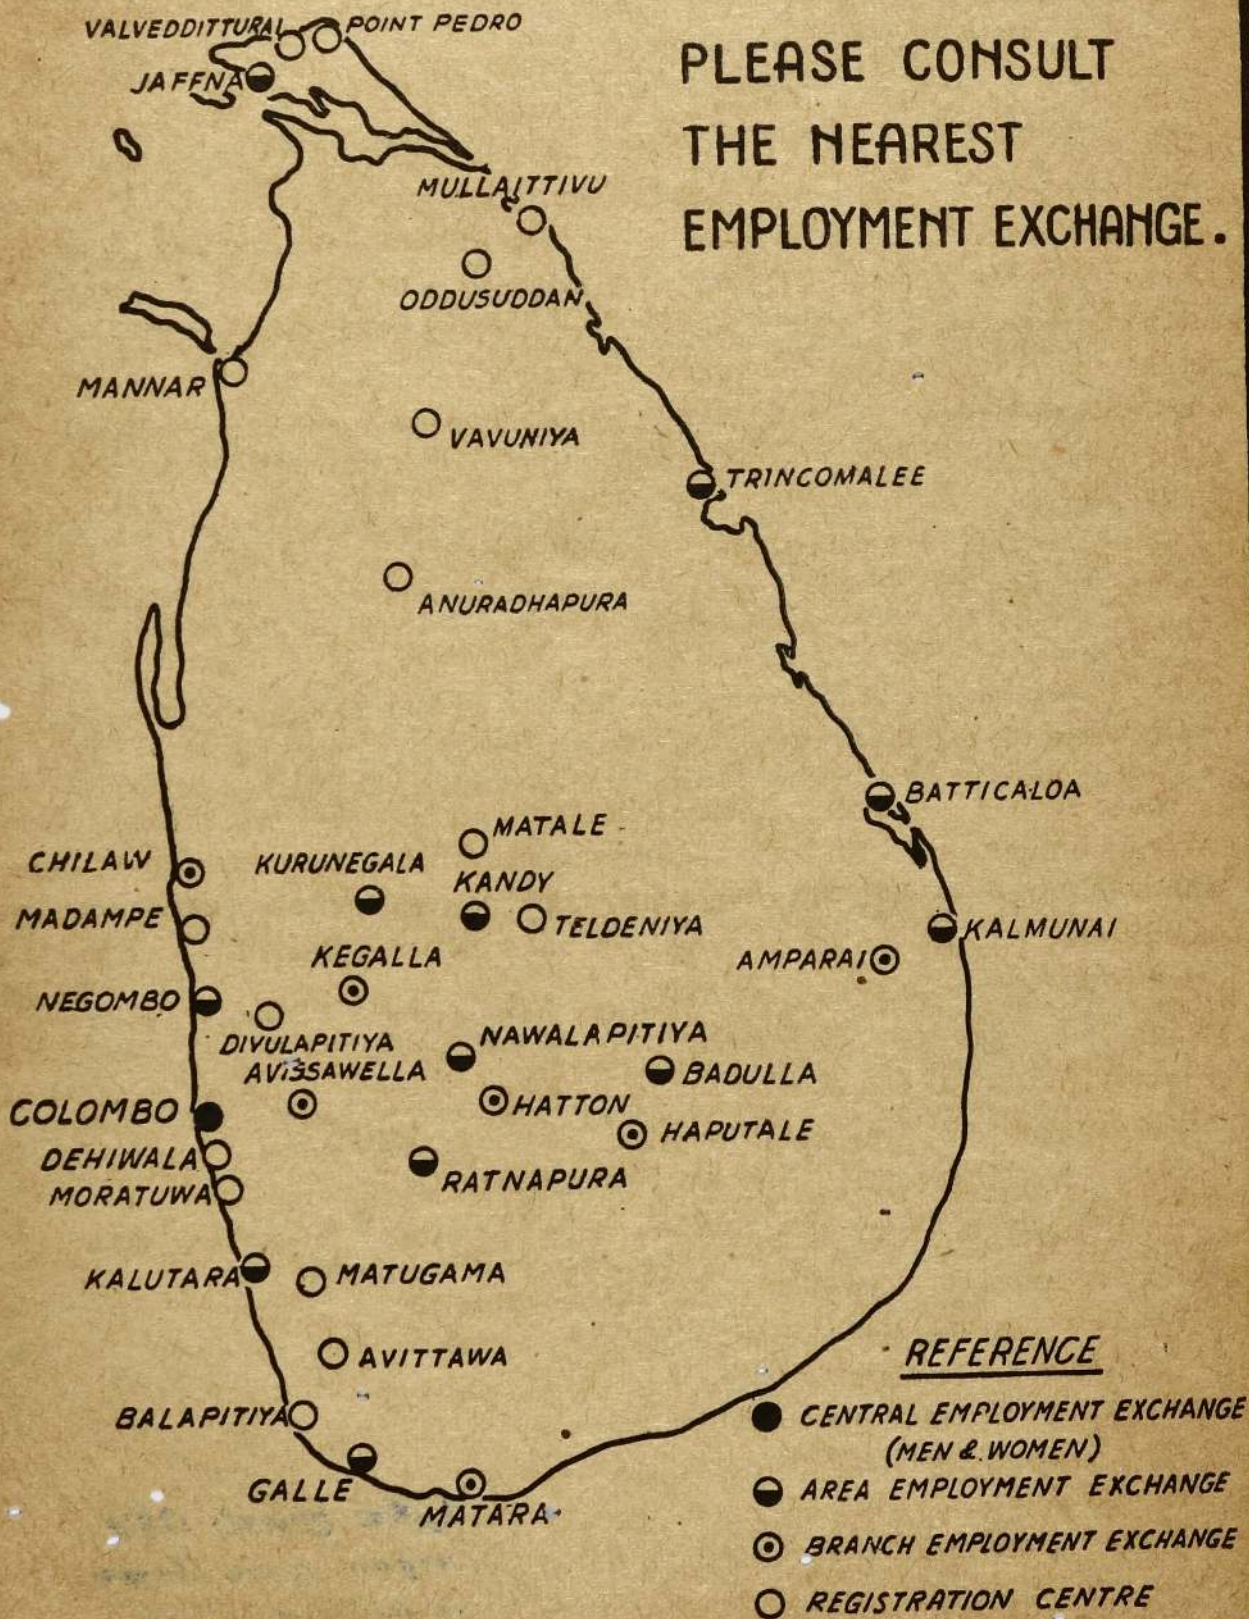 VALVEDDITTURAI
POINT PEDRO
JAFFNA
PLEASE CONSULT
THE NEAREST
EMPLOYMENT EXCHANGE.
MULLAITTIVU
ODDUSUDDAN
MANNAR
VAVUNIYA
TRINCOMALEE
ANURADHAPURA
BATTICALOA
MATALE
CHILAW
KURUNEGALA
KANDY
MADAMPE
TELDENIYA
KALMUNAI
KEGALLA
AMPARAI
NEGOMBO
DIVULAPITIYA
NAWALAPITIYA
AVISSAWELLA
BADULLA
COLOMBO
HATTON
HAPUTALE
DEHIWALA
MORATUWA
RATNAPURA
KALUTARA
MATUGAMA
AVITTAWA
BALAPITIYA
GALLE
MATARA
REFERENCE
CENTRAL EMPLOYMENT EXCHANGE
(MEN & WOMEN)
AREA EMPLOYMENT EXCHANGE
BRANCH EMPLOYMENT EXCHANGE
REGISTRATION CENTRE